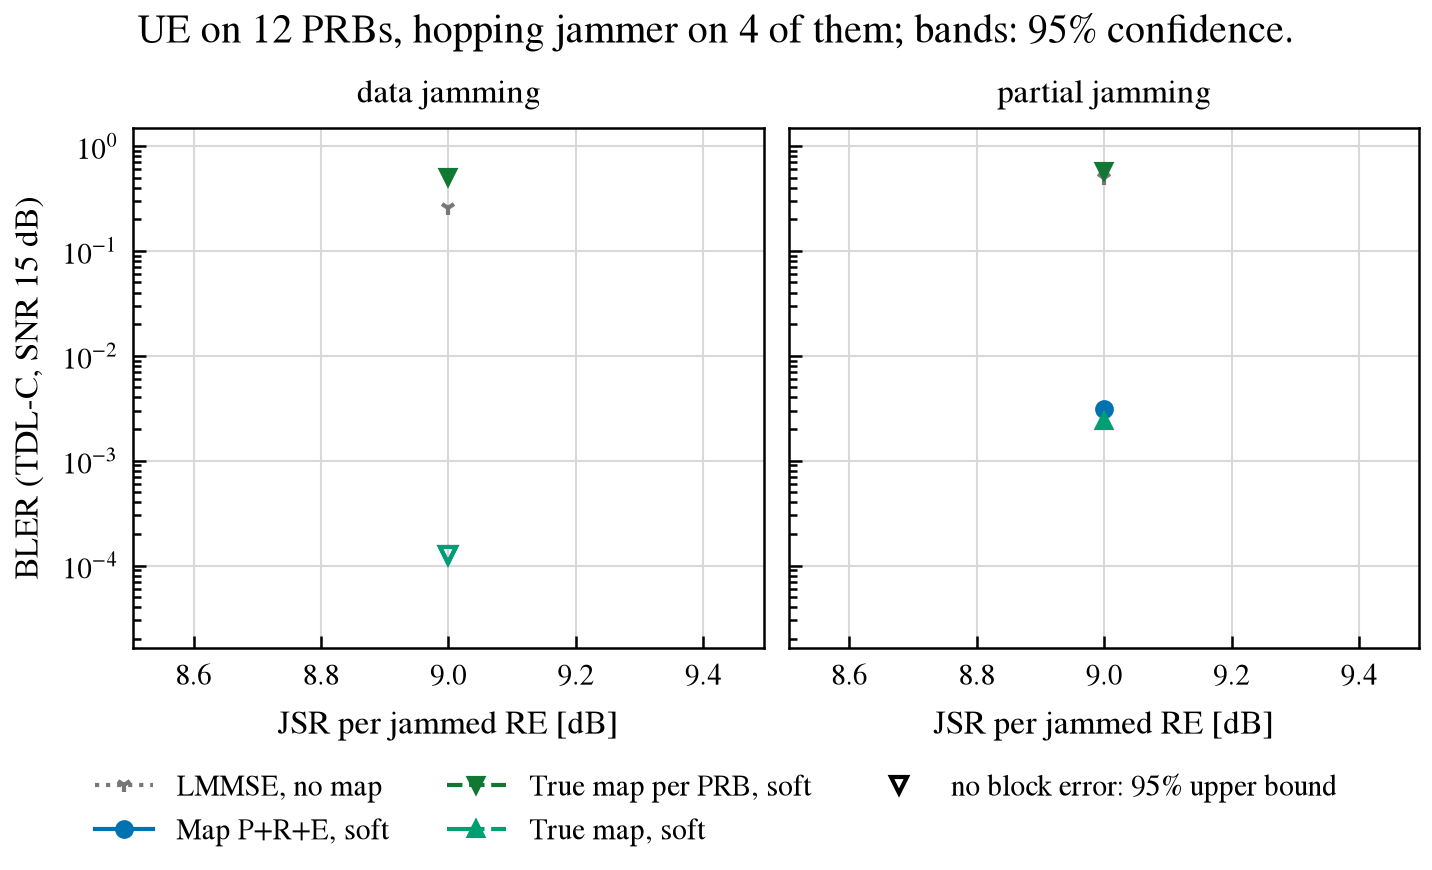 UE on 12 PRBs, hopping jammer on 4 of them; bands: 95% confidence.
data jamming
partial jamming
BLER (TDL-C, SNR 15 dB)
10⁰
10⁻¹
10⁻²
10⁻³
10⁻⁴
8.6 8.8 9.0 9.2 9.4
8.6 8.8 9.0 9.2 9.4
JSR per jammed RE [dB]
JSR per jammed RE [dB]
LMMSE, no map
Map P+R+E, soft
True map per PRB, soft
True map, soft
no block error: 95% upper bound